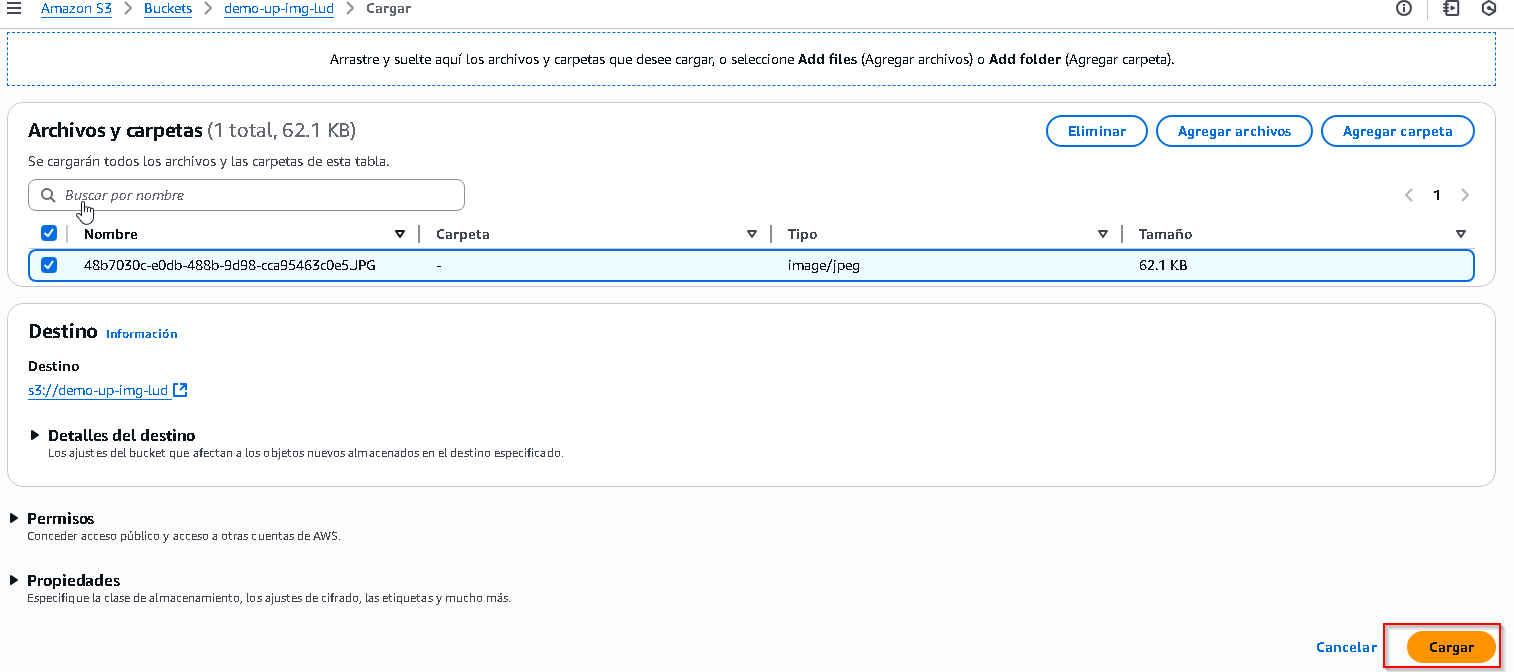 Amazon S3 > Buckets > demo-up-img-lud > Cargar
Arrastre y suelte aquí los archivos y carpetas que desee cargar, o seleccione Add files (Agregar archivos) o Add folder (Agregar carpeta).
Archivos y carpetas (1 total, 62.1 KB)
Eliminar Agregar archivos Agregar carpeta
Se cargarán todos los archivos y las carpetas de esta tabla.
Buscar por nombre
1
Nombre Carpeta Tipo Tamaño
48b7030c-e0db-488b-9d98-cca95463c0e5.JPG - image/jpeg 62.1 KB
Destino Información
Destino
s3://demo-up-img-lud
Detalles del destino
Los ajustes del bucket que afectan a los objetos nuevos almacenados en el destino especificado.
Permisos
Conceder acceso público y acceso a otras cuentas de AWS.
Propiedades
Especifique la clase de almacenamiento, los ajustes de cifrado, las etiquetas y mucho más.
Cancelar Cargar